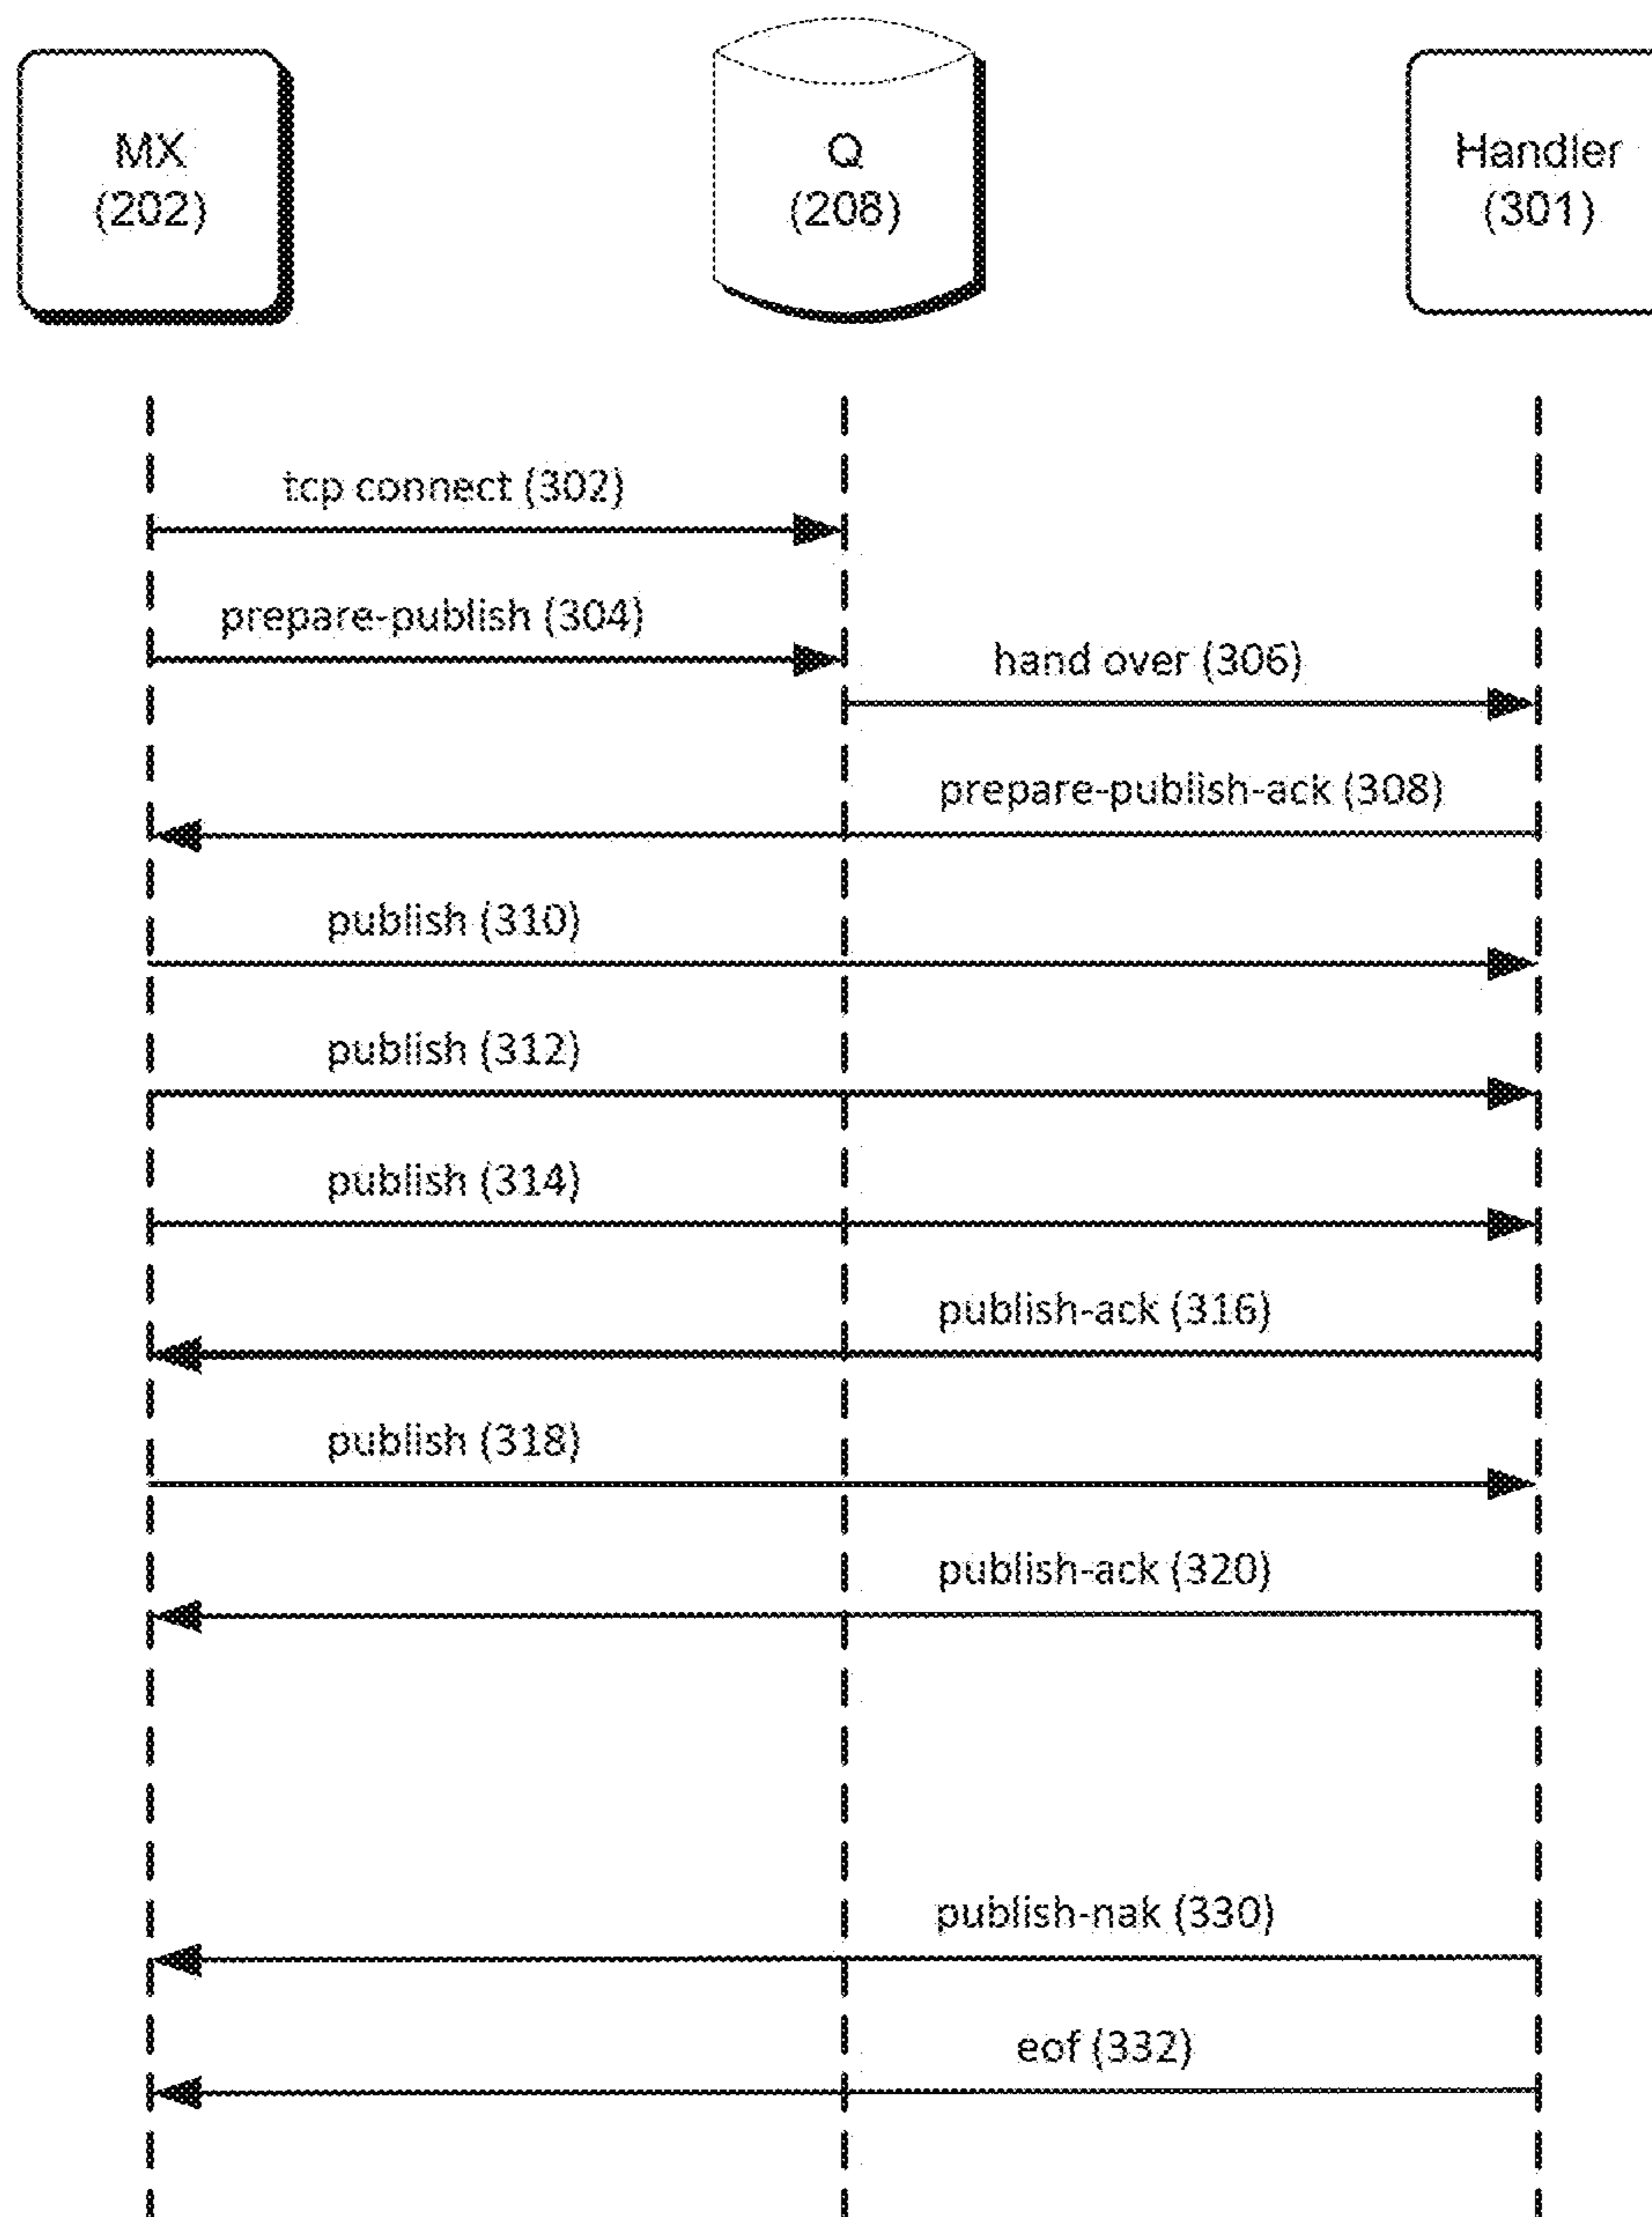 MX
(202)
Q
(208)
Handler
(301)
tcp connect (302)
prepare-publish (304)
hand over (306)
prepare-publish-ack (308)
publish (310)
publish (312)
publish (314)
publish-ack (316)
publish (318)
publish-ack (320)
publish-nak (330)
eof (332)